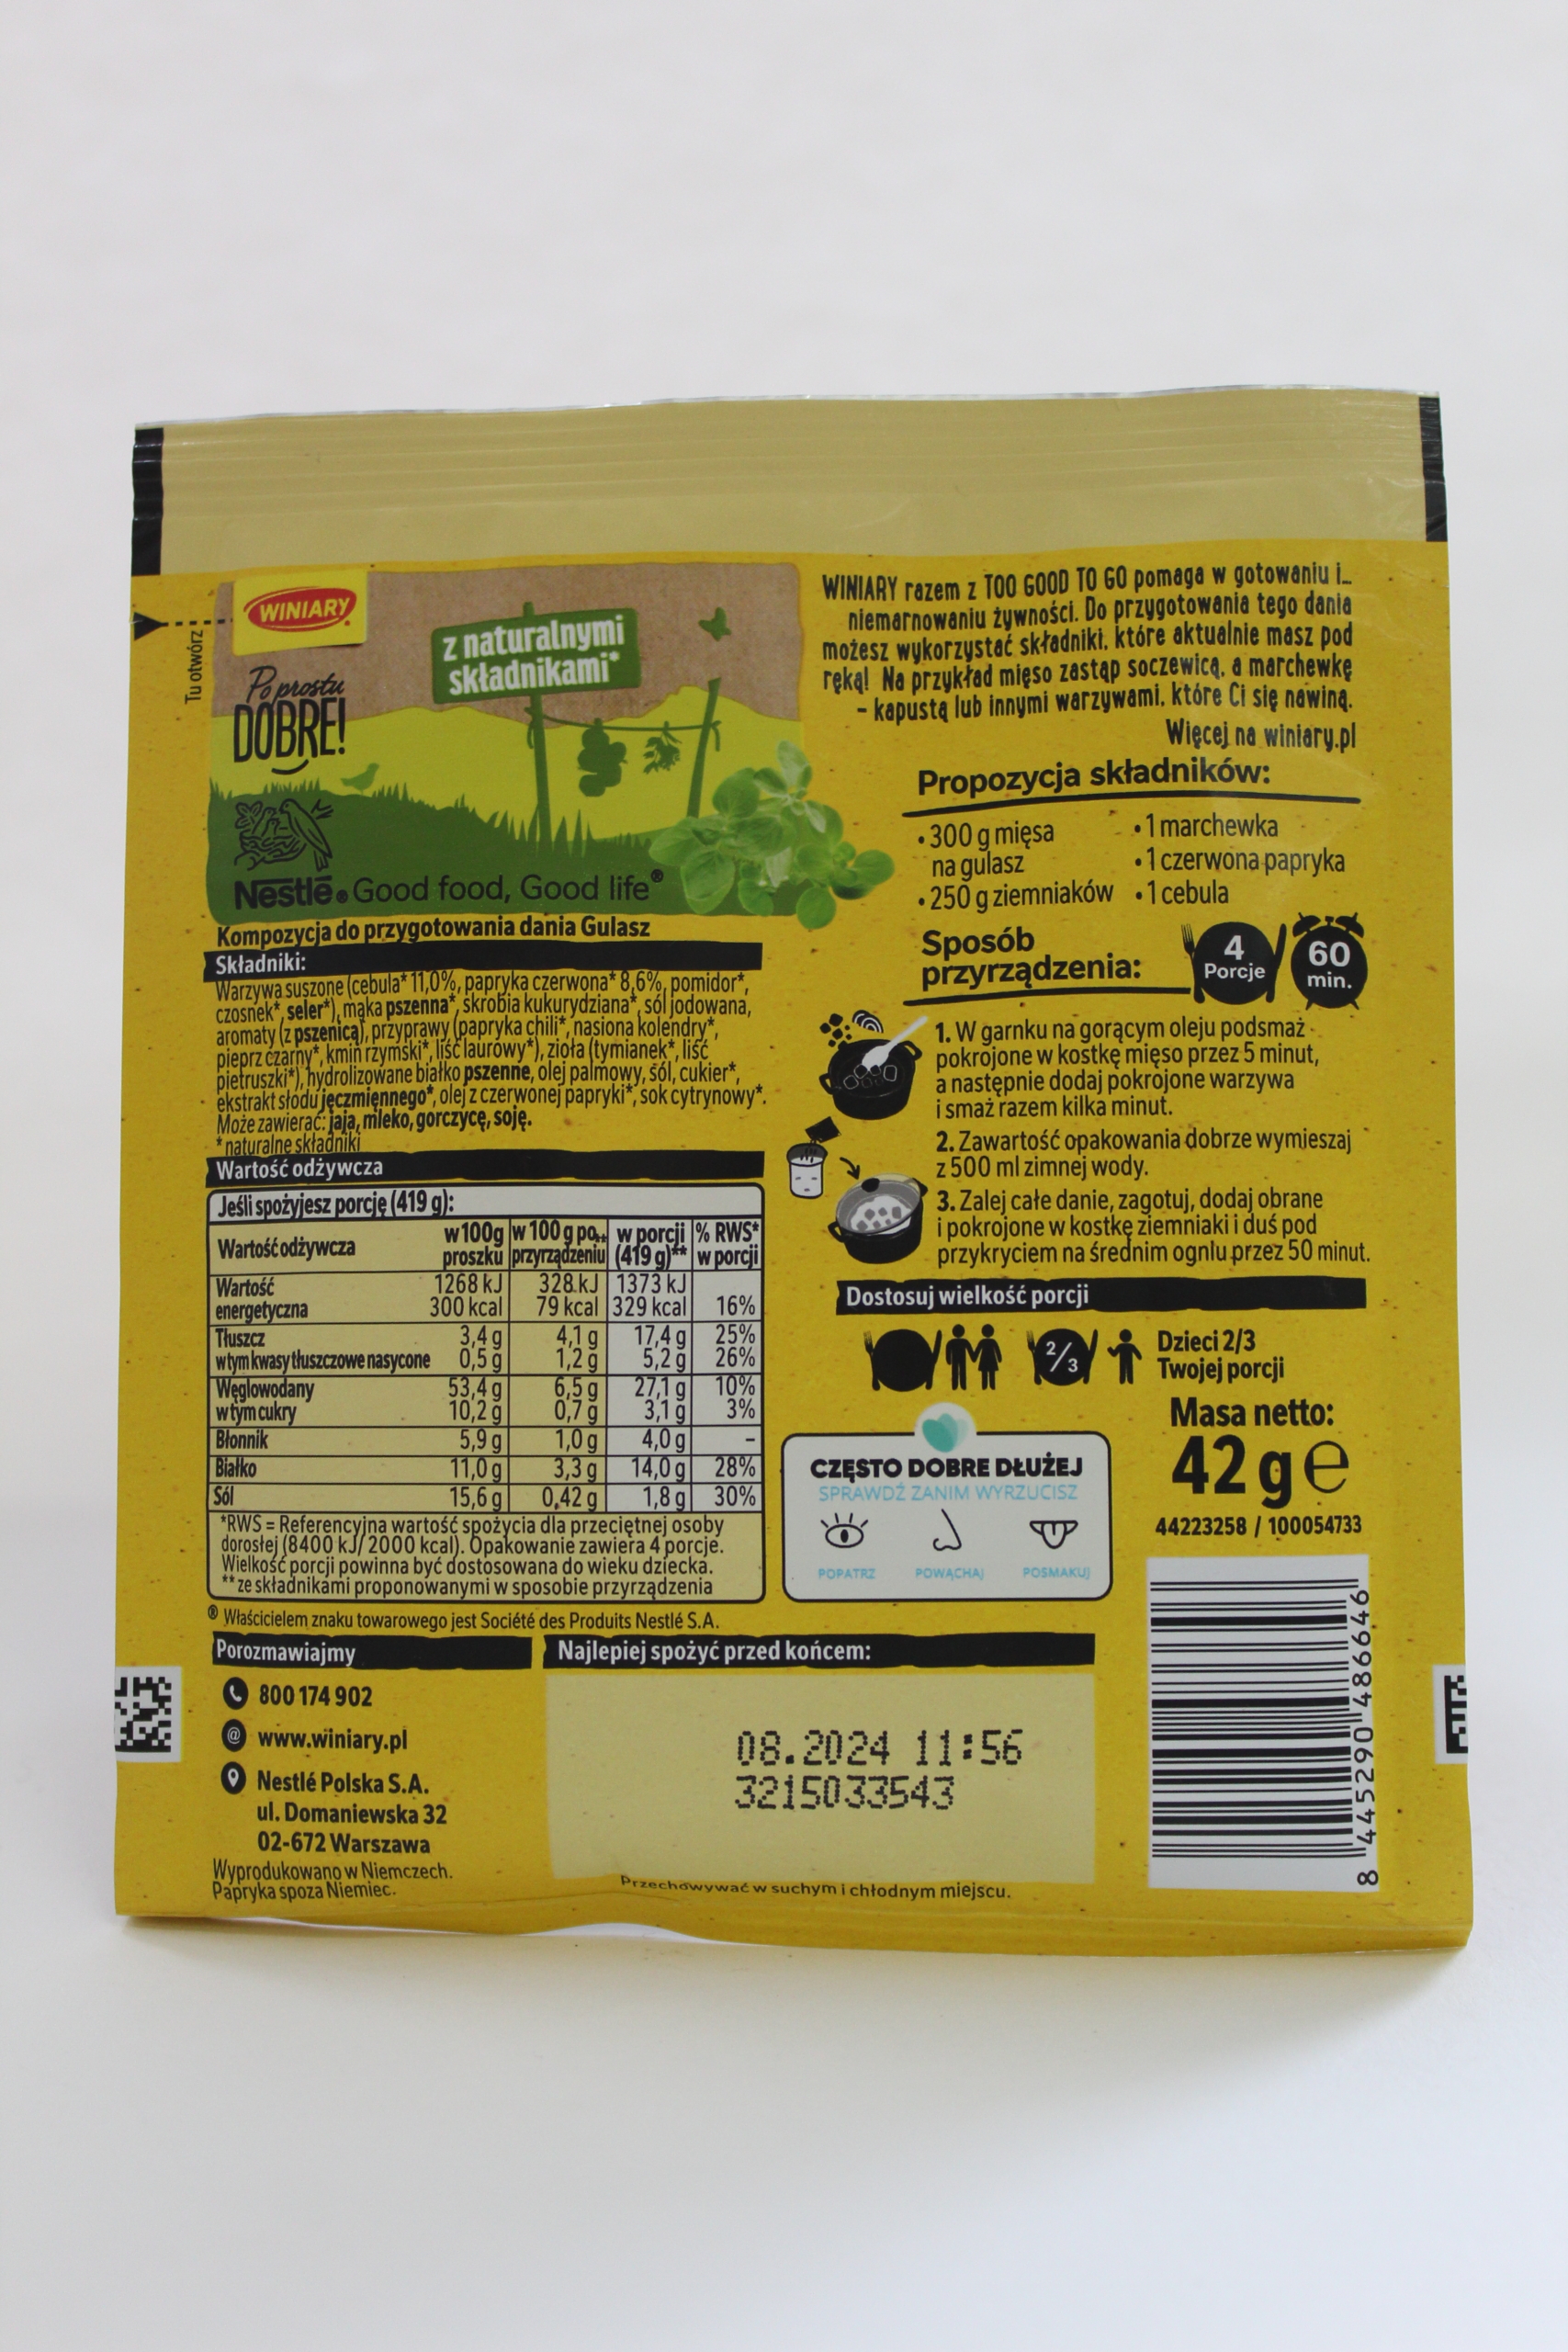 Tu otwórz
WINIARY
Po prostu
DOBRE!
z naturalnymi
składnikami*
Nestlé® Good food, Good life®
WINIARY razem z TOO GOOD TO GO pomaga w gotowaniu i...
niemarnowaniu żywności. Do przygotowania tego dania
możesz wykorzystać składniki, które aktualnie masz pod
ręką! Na przykład mięso zastąp soczewicą, a marchewkę
- kapustą lub innymi warzywami, które Ci się nawiną.
Więcej na winiary.pl
Propozycja składników:
• 300 g mięsa
na gulasz
• 250 g ziemniaków
• 1 marchewka
• 1 czerwona papryka
• 1 cebula
Sposób
przyrządzenia:
4
Porcje
60
min.
1. W garnku na gorącym oleju podsmaż
pokrojone w kostkę mięso przez 5 minut,
a następnie dodaj pokrojone warzywa
i smaż razem kilka minut.
2. Zawartość opakowania dobrze wymieszaj
z 500 ml zimnej wody.
3. Zalej całe danie, zagotuj, dodaj obrane
i pokrojone w kostkę ziemniaki i duś pod
przykryciem na średnim ogniu przez 50 minut.
Dostosuj wielkość porcji
2/3
Dzieci 2/3
Twojej porcji
Kompozycja do przygotowania dania Gulasz
Składniki:
Warzywa suszone (cebula* 11,0%, papryka czerwona* 8,6%, pomidor*,
czosnek*, seler*), mąka pszenna*, skrobia kukurydziana*, sól jodowana,
aromaty (z pszenicą), przyprawy (papryka chili*, nasiona kolendry*,
pieprz czarny*, kmin rzymski*, liść laurowy*), zioła (tymianek*, liść
pietruszki*), hydrolizowane białko pszenne, olej palmowy, sól, cukier*,
ekstrakt słodu jęczmiennego*, olej z czerwonej papryki*, sok cytrynowy*.
Może zawierać: jaja, mleko, gorczycę, soję.
* naturalne składniki
Wartość odżywcza
Jeśli spożyjesz porcję (419 g):
Wartość odżywcza w 100g proszku w 100 g po przyrządzeniu** w porcji (419 g)** % RWS* w porcji
Wartość 1268 kJ 328 kJ 1373 kJ
energetyczna 300 kcal 79 kcal 329 kcal 16%
Tłuszcz 3,4 g 4,1 g 17,4 g 25%
w tym kwasy tłuszczowe nasycone 0,5 g 1,2 g 5,2 g 26%
Węglowodany 53,4 g 6,5 g 27,1 g 10%
w tym cukry 10,2 g 0,7 g 3,1 g 3%
Błonnik 5,9 g 1,0 g 4,0 g –
Białko 11,0 g 3,3 g 14,0 g 28%
Sól 15,6 g 0,42 g 1,8 g 30%
*RWS = Referencyjna wartość spożycia dla przeciętnej osoby
dorosłej (8400 kJ/ 2000 kcal). Opakowanie zawiera 4 porcje.
Wielkość porcji powinna być dostosowana do wieku dziecka.
** ze składnikami proponowanymi w sposobie przyrządzenia
® Właścicielem znaku towarowego jest Société des Produits Nestlé S.A.
CZĘSTO DOBRE DŁUŻEJ
SPRAWDŹ ZANIM WYRZUCISZ
POPATRZ POWĄCHAJ POSMAKUJ
Masa netto:
42 g e
44223258 / 100054733
8 445290 486646
Porozmawiajmy
800 174 902
@ www.winiary.pl
Nestlé Polska S.A.
ul. Domaniewska 32
02-672 Warszawa
Wyprodukowano w Niemczech.
Papryka spoza Niemiec.
Najlepiej spożyć przed końcem:
08.2024 11:56
3215033543
Przechowywać w suchym i chłodnym miejscu.